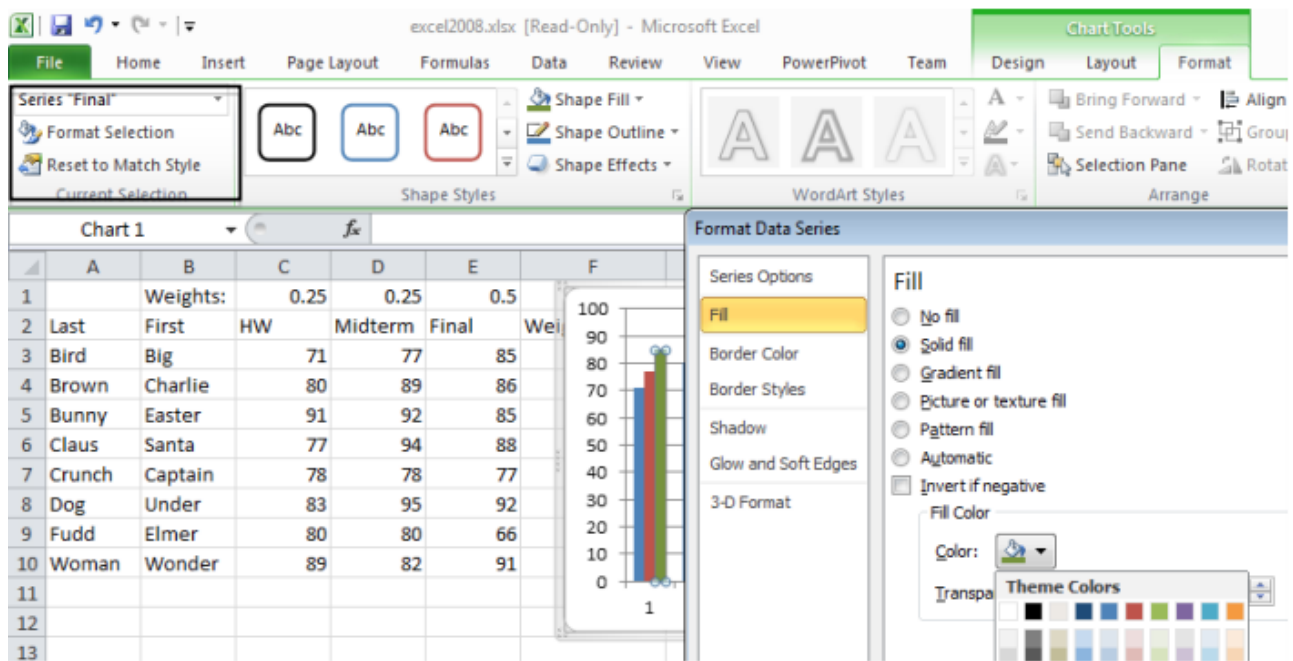 excel2008.xlsx [Read-Only] - Microsoft Excel
Chart Tools
File Home Insert Page Layout Formulas Data Review View PowerPivot Team Design Layout Format
Series "Final"
Format Selection
Reset to Match Style
Current Selection
Abc Abc Abc
Shape Fill
Shape Outline
Shape Effects
Shape Styles
A A A
A
A
WordArt Styles
Bring Forward Align
Send Backward Grou
Selection Pane Rotat
Arrange
Chart 1 fx
A B C D E F
1 Weights: 0.25 0.25 0.5
2 Last First HW Midterm Final Wei
3 Bird Big 71 77 85
4 Brown Charlie 80 89 86
5 Bunny Easter 91 92 85
6 Claus Santa 77 94 88
7 Crunch Captain 78 78 77
8 Dog Under 83 95 92
9 Fudd Elmer 80 80 66
10 Woman Wonder 89 82 91
11
12
13
100
90
80
70
60
50
40
30
20
10
0
1
Format Data Series
Series Options
Fill
Border Color
Border Styles
Shadow
Glow and Soft Edges
3-D Format
Fill
No fill
Solid fill
Gradient fill
Picture or texture fill
Pattern fill
Automatic
Invert if negative
Fill Color
Color:
Transpa
Theme Colors